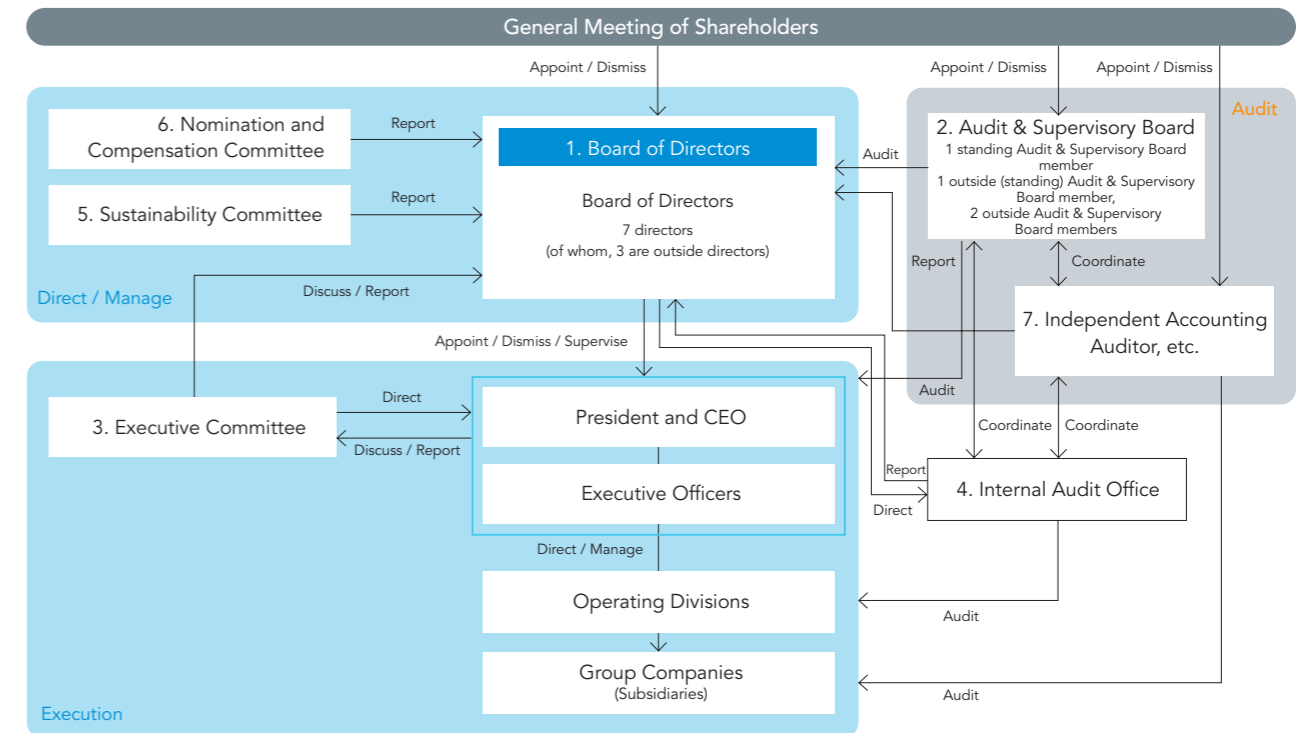 General Meeting of Shareholders
Appoint / Dismiss
Appoint / Dismiss
Appoint / Dismiss
Audit
6. Nomination and
Compensation Committee
Report
1. Board of Directors
Board of Directors
7 directors
(of whom, 3 are outside directors)
5. Sustainability Committee
Report
Direct / Manage
Discuss / Report
Audit
2. Audit & Supervisory Board
1 standing Audit & Supervisory Board
member
1 outside (standing) Audit & Supervisory
Board member,
2 outside Audit & Supervisory
Board members
Report
Coordinate
7. Independent Accounting
Auditor, etc.
Appoint / Dismiss / Supervise
Audit
3. Executive Committee
Direct
Discuss / Report
President and CEO
Executive Officers
Coordinate
Coordinate
Report
Direct
4. Internal Audit Office
Direct / Manage
Operating Divisions
Audit
Group Companies
(Subsidiaries)
Audit
Execution